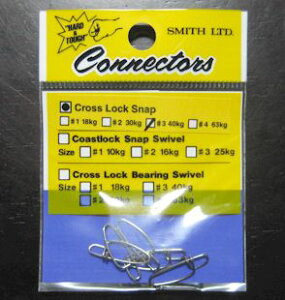 "HARD & TOUGH"
SMITH LTD.
Connectors
Cross Lock Snap
#1 18kg #2 30kg #3 40kg #4 63kg
Coastlock Snap Swivel
Size #1 10kg #2 16kg #3 25kg
Cross Lock Bearing Swivel
Size #1 18kg #3 40kg